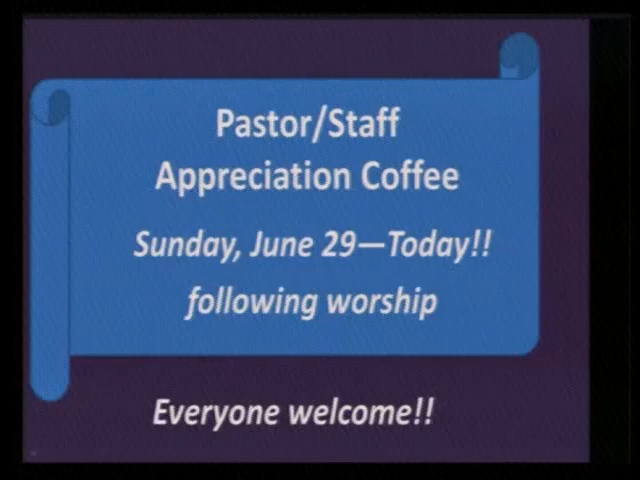 Pastor/Staff
Appreciation Coffee
Sunday, June 29—Today!!
following worship
Everyone welcome!!